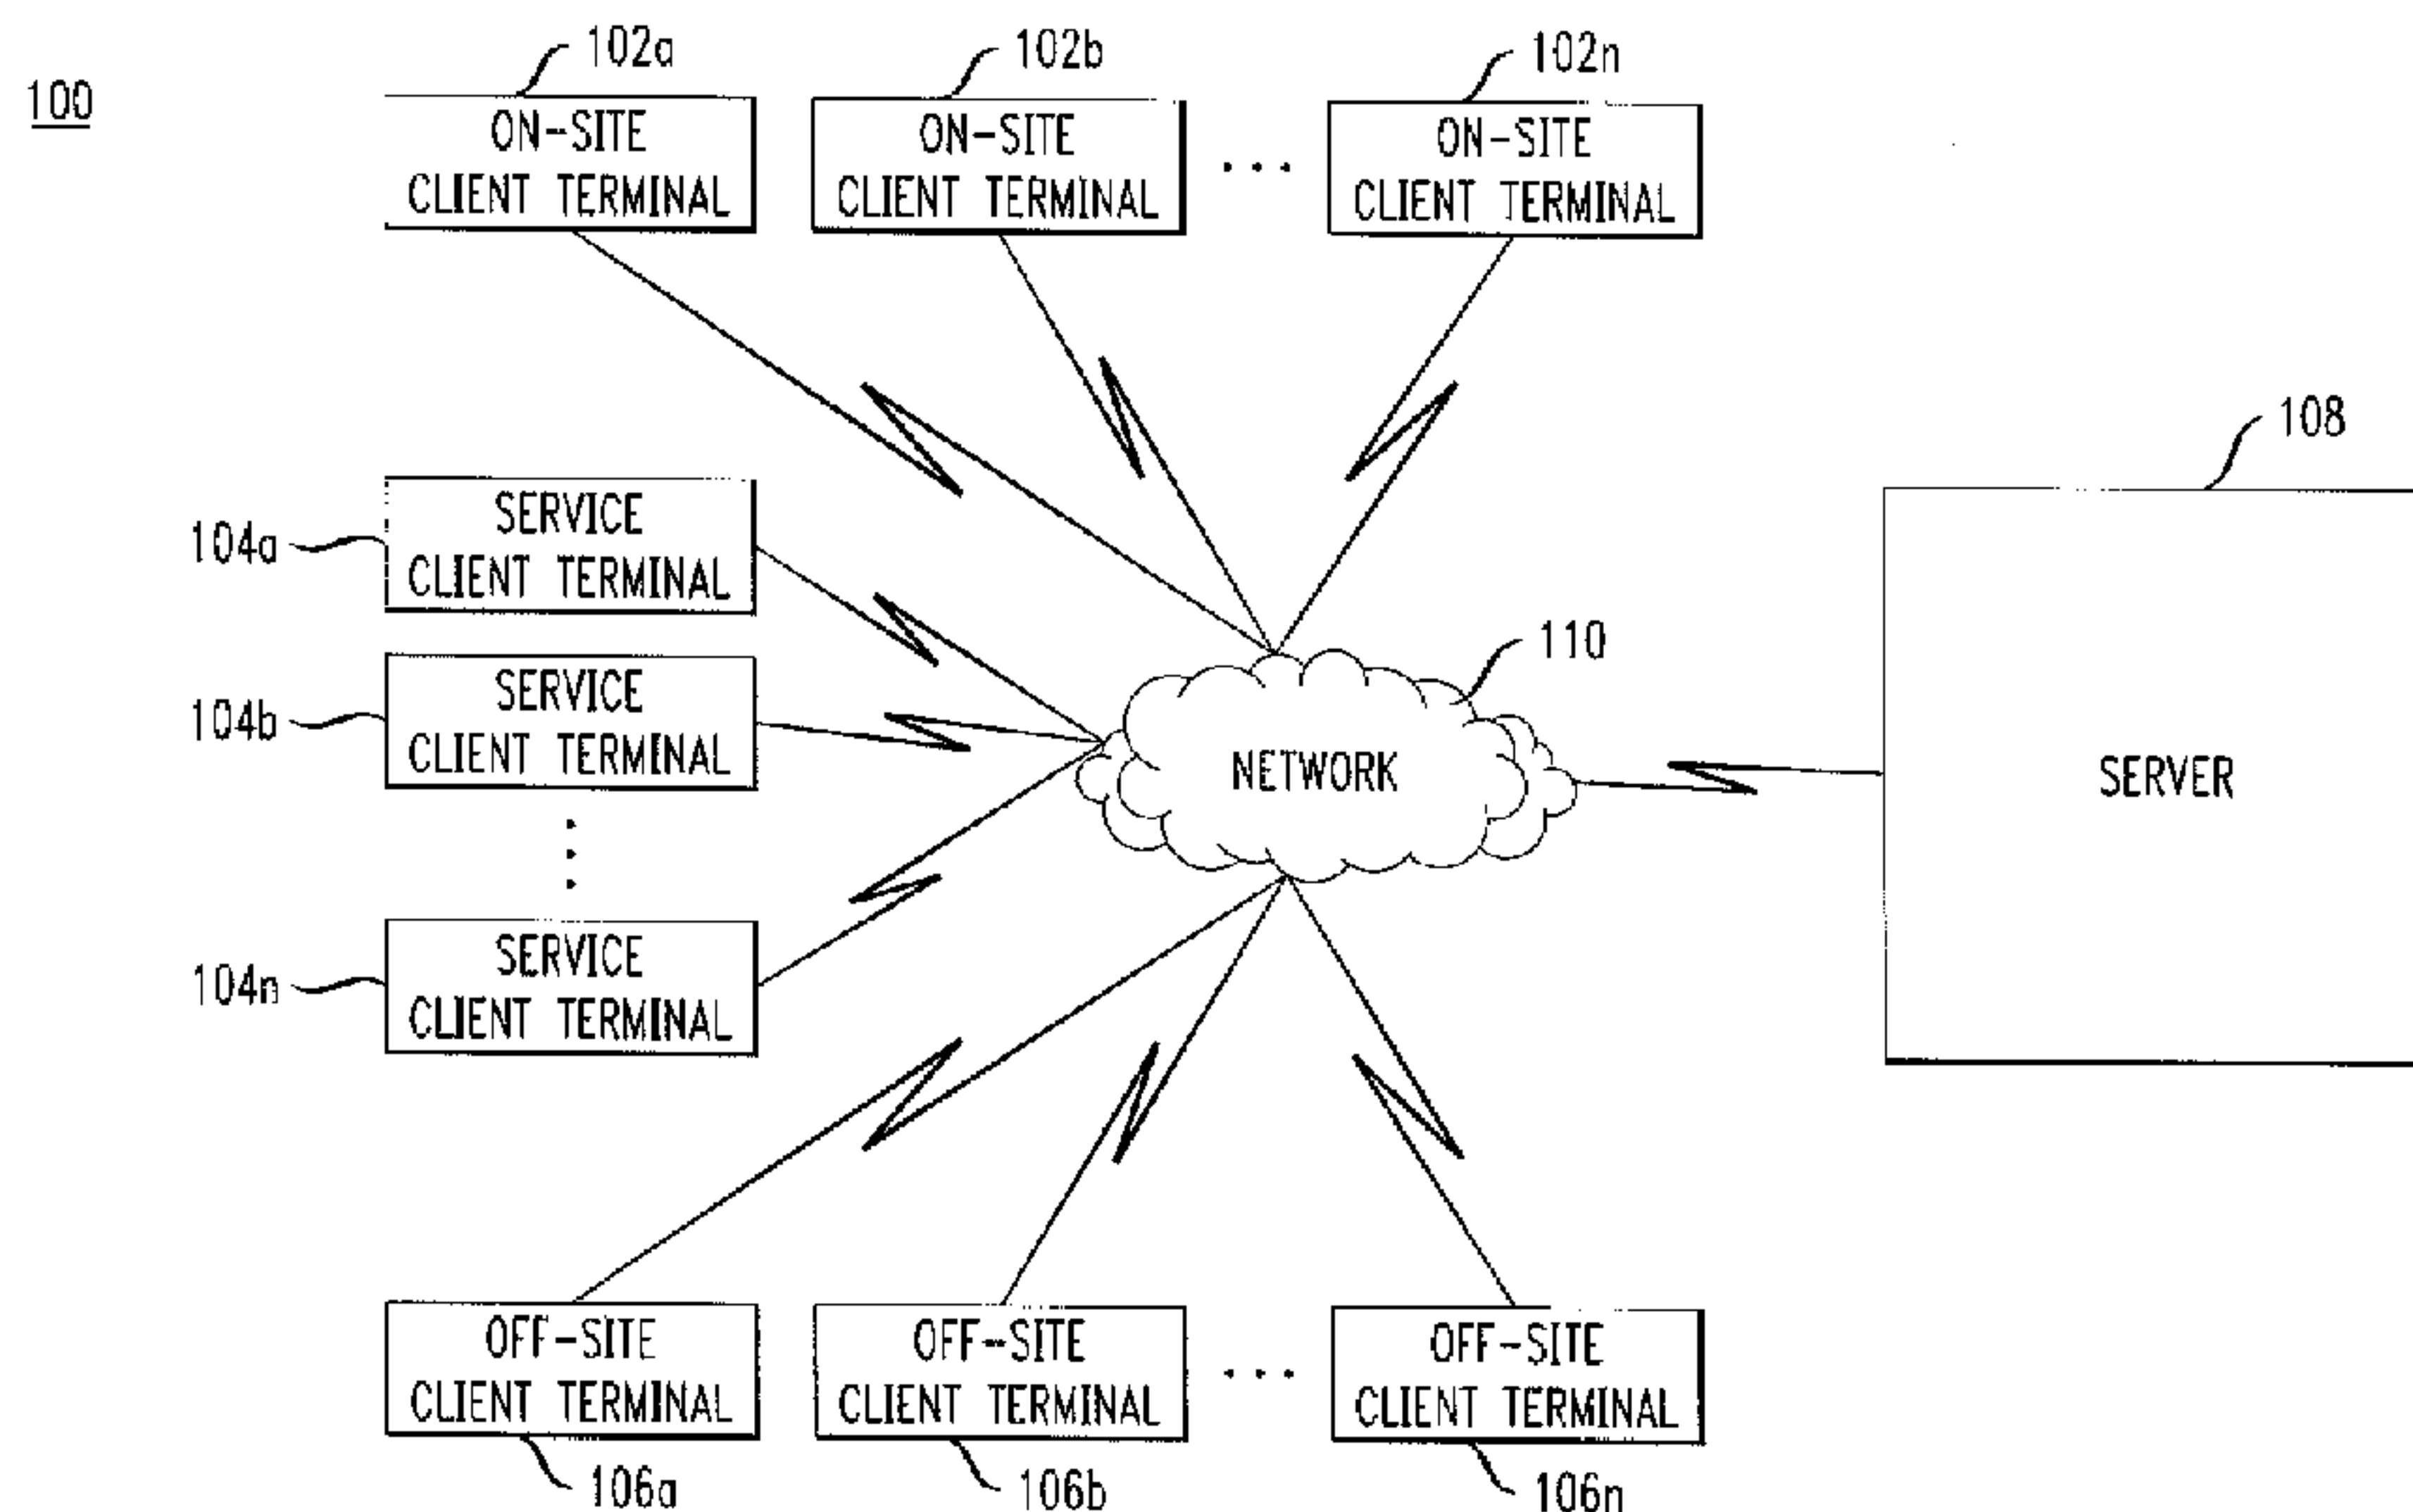 100
102a
102b
102n
ON-SITE
CLIENT TERMINAL
ON-SITE
CLIENT TERMINAL
. . .
ON-SITE
CLIENT TERMINAL
108
104a
SERVICE
CLIENT TERMINAL
110
104b
SERVICE
CLIENT TERMINAL
NETWORK
SERVER
104n
SERVICE
CLIENT TERMINAL
OFF-SITE
CLIENT TERMINAL
OFF-SITE
CLIENT TERMINAL
. . .
OFF-SITE
CLIENT TERMINAL
106a
106b
106n